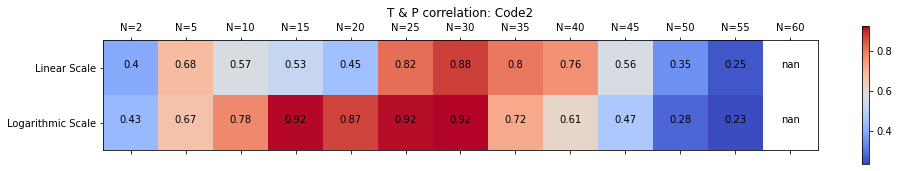 T & P correlation: Code2
N=2 N=5 N=10 N=15 N=20 N=25 N=30 N=35 N=40 N=45 N=50 N=55 N=60
Linear Scale 0.4 0.68 0.57 0.53 0.45 0.82 0.88 0.8 0.76 0.56 0.35 0.25 nan
Logarithmic Scale 0.43 0.67 0.78 0.92 0.87 0.92 0.92 0.72 0.61 0.47 0.28 0.23 nan
0.8
0.6
0.4